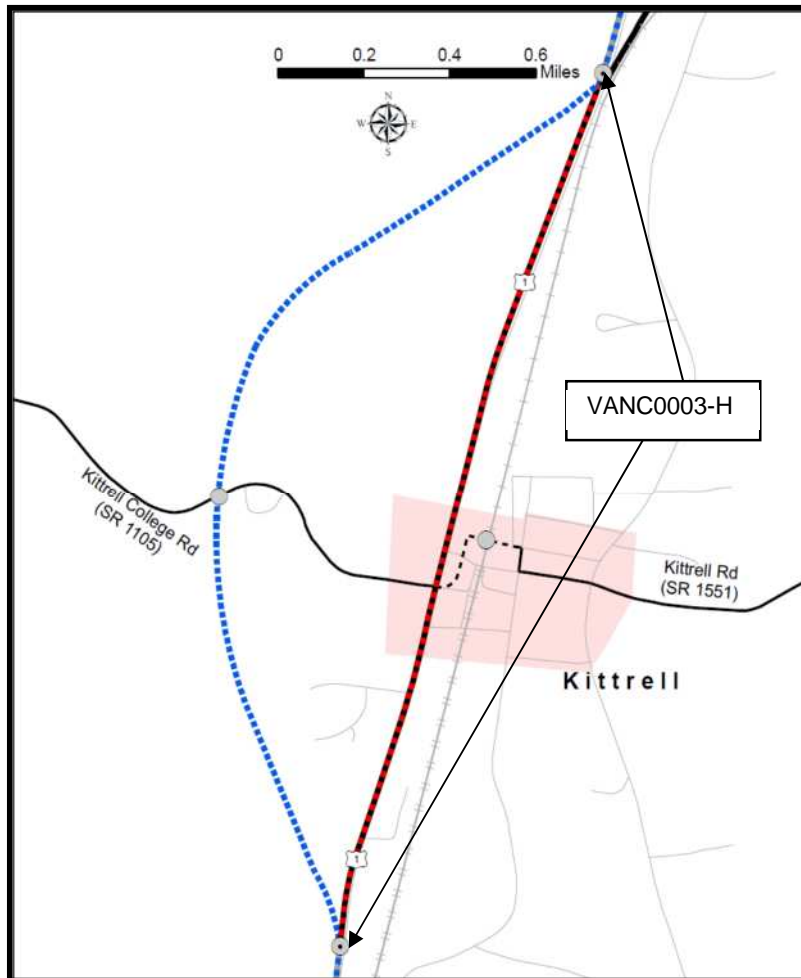 0 0.2 0.4 0.6
Miles
N
W E
S
1
VANC0003-H
Kittrell College Rd
(SR 1105)
Kittrell Rd
(SR 1551)
Kittrell
1